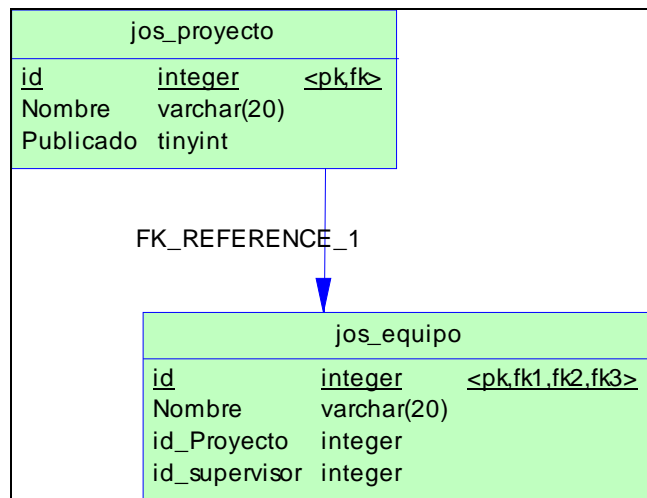 jos_proyecto
id integer <pk,fk>
Nombre varchar(20)
Publicado tinyint
FK_REFERENCE_1
jos_equipo
id integer <pk,fk1,fk2,fk3>
Nombre varchar(20)
id_Proyecto integer
id_supervisor integer